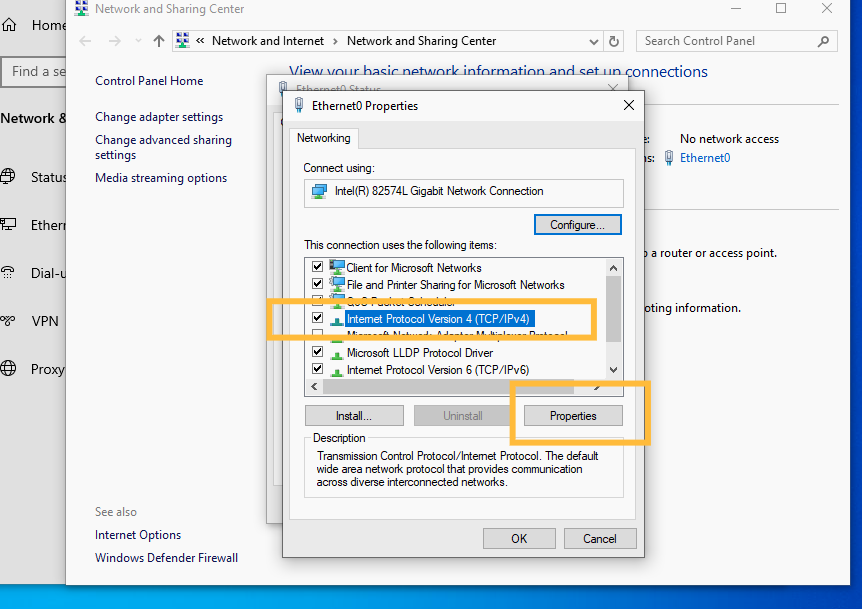 Network and Sharing Center
Home
Find a se
Network &
Status
Ethern
Dial-u
VPN
Proxy
« Network and Internet › Network and Sharing Center
Search Control Panel
Control Panel Home
Change adapter settings
Change advanced sharing
settings
Media streaming options
See also
Internet Options
Windows Defender Firewall
View your basic network information and set up connections
No network access
Ethernet0
o a router or access point.
oting information.
Ethernet0 Status
Ethernet0 Properties
Networking
Connect using:
Intel(R) 82574L Gigabit Network Connection
Configure...
This connection uses the following items:
Client for Microsoft Networks
File and Printer Sharing for Microsoft Networks
QoS Packet Scheduler
Internet Protocol Version 4 (TCP/IPv4)
Microsoft Network Adapter Multiplexor Protocol
Microsoft LLDP Protocol Driver
Internet Protocol Version 6 (TCP/IPv6)
Install...
Uninstall
Properties
Description
Transmission Control Protocol/Internet Protocol. The default
wide area network protocol that provides communication
across diverse interconnected networks.
OK
Cancel